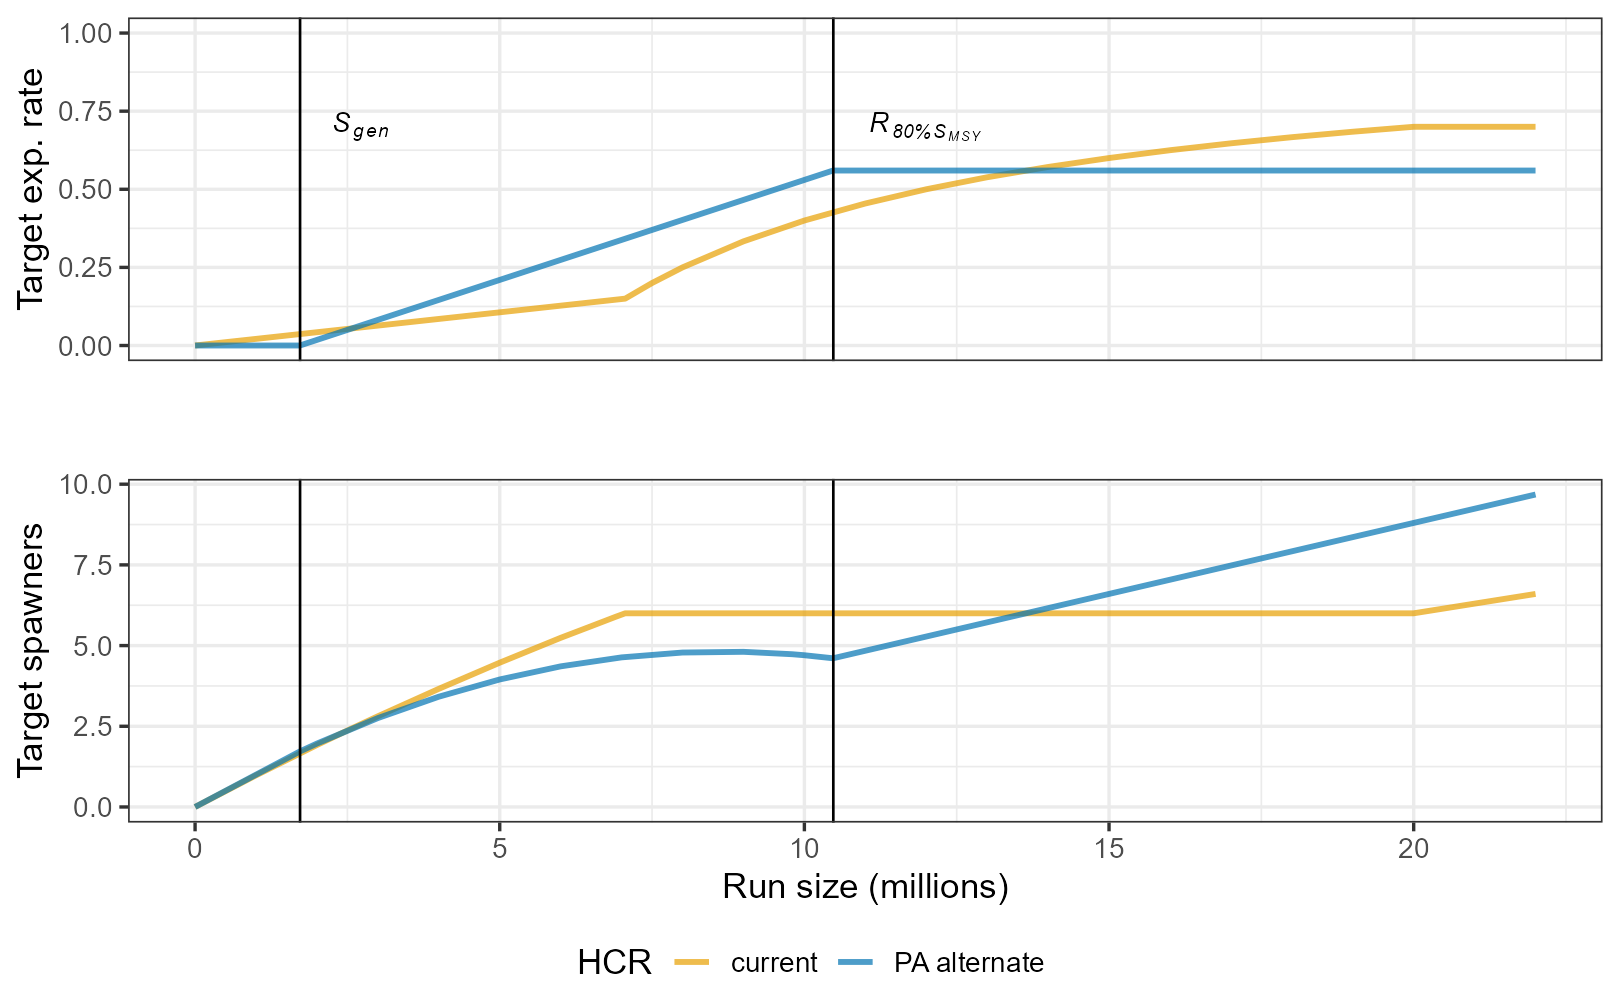 Target exp. rate
1.00
0.75
0.50
0.25
0.00
S gen
R 80%S MSY
Target spawners
10.0
7.5
5.0
2.5
0.0
0 5 10 15 20
Run size (millions)
HCR current PA alternate